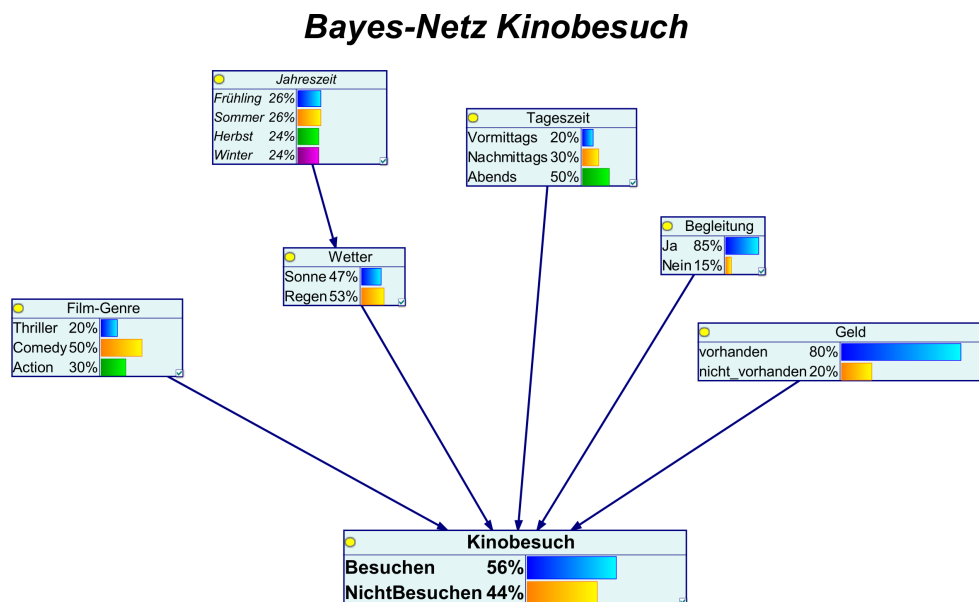 Bayes-Netz Kinobesuch
Jahreszeit
Frühling 26%
Sommer 26%
Herbst 24%
Winter 24%
Tageszeit
Vormittags 20%
Nachmittags 30%
Abends 50%
Begleitung
Ja 85%
Nein 15%
Wetter
Sonne 47%
Regen 53%
Film-Genre
Thriller 20%
Comedy 50%
Action 30%
Geld
vorhanden 80%
nicht_vorhanden 20%
Kinobesuch
Besuchen 56%
NichtBesuchen 44%